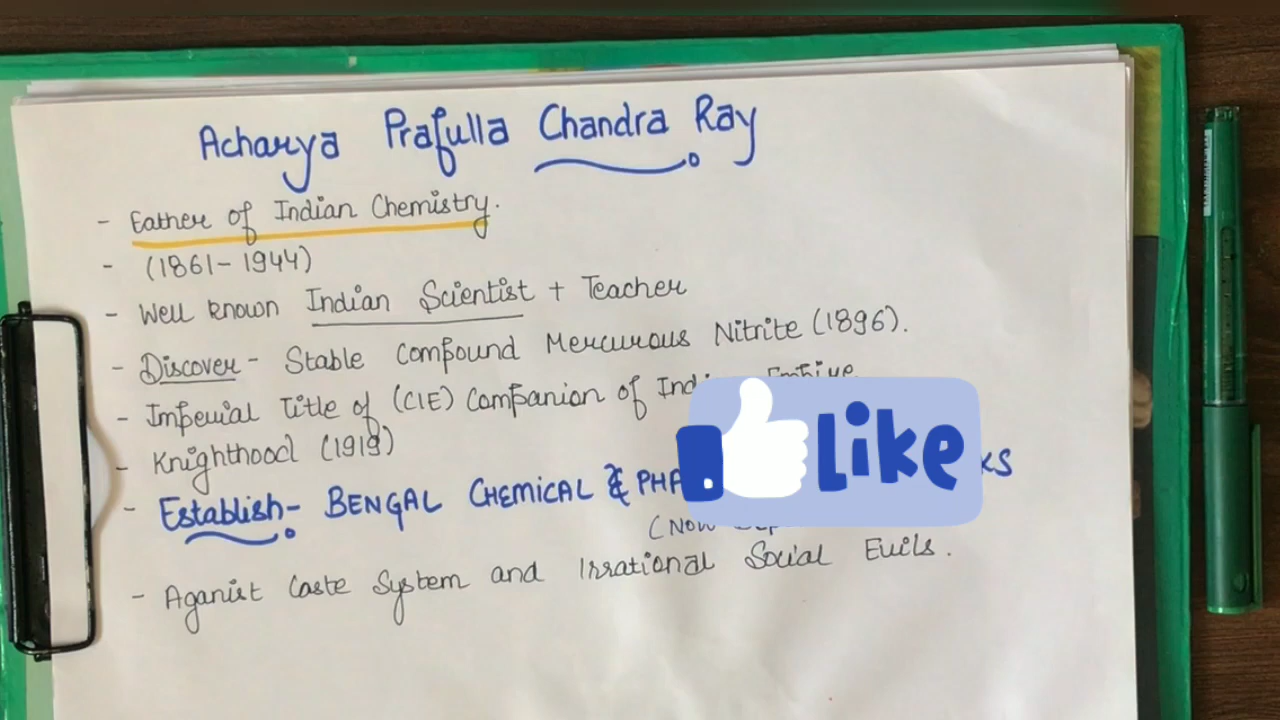 Acharya Prafulla Chandra Ray
- Father of Indian Chemistry.
- (1861-1944)
- Well known Indian Scientist + Teacher
- Discover - Stable Compound Mercurous Nitrite (1896).
- Imperial Title of (CIE) Companion of
- Knighthood (1919)
like
- Establish- BENGAL CHEMICAL &
(Now
- Aganist Caste System and Irrational Social Evils.